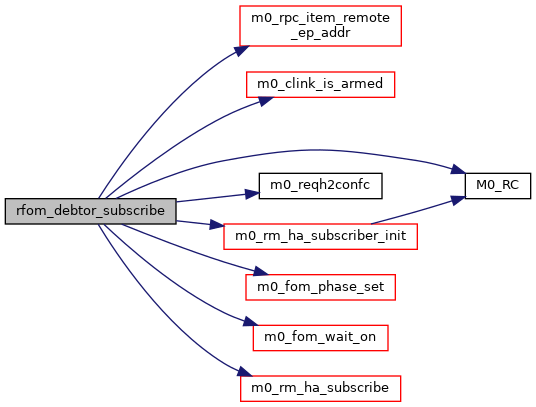 m0_rpc_item_remote
_ep_addr
m0_clink_is_armed
m0_reqh2confc
M0_RC
rfom_debtor_subscribe
m0_rm_ha_subscriber_init
m0_fom_phase_set
m0_fom_wait_on
m0_rm_ha_subscribe